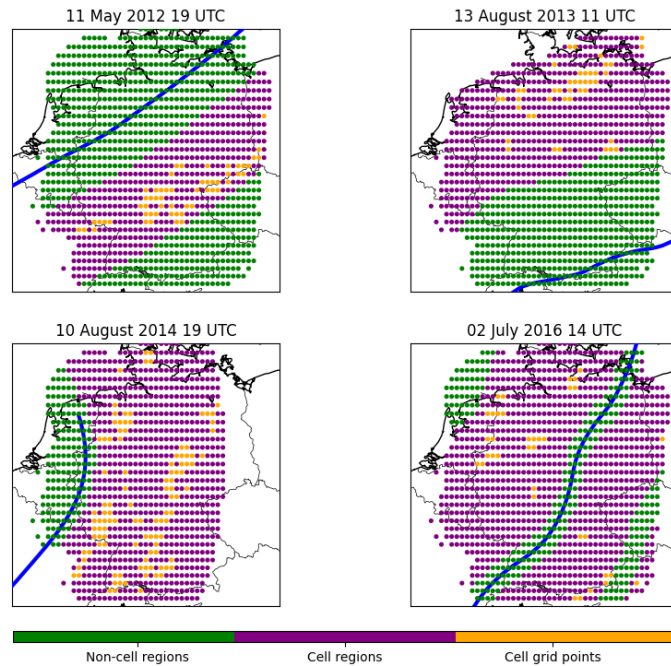 11 May 2012 19 UTC
13 August 2013 11 UTC
10 August 2014 19 UTC
02 July 2016 14 UTC
Non-cell regions
Cell regions
Cell grid points